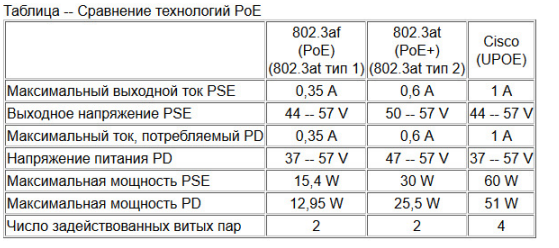 Таблица -- Сравнение технологий PoE
802.3af (PoE) (802.3at тип 1) 802.3at (PoE+) (802.3at тип 2) Cisco (UPOE)
Максимальный выходной ток PSE 0,35 A 0,6 A 1 A
Выходное напряжение PSE 44 -- 57 V 50 -- 57 V 44 -- 57 V
Максимальный ток, потребляемый PD 0,35 A 0,6 A 1 A
Напряжение питания PD 37 -- 57 V 47 -- 57 V 37 -- 57 V
Максимальная мощность PSE 15,4 W 30 W 60 W
Максимальная мощность PD 12,95 W 25,5 W 51 W
Число задействованных витых пар 2 2 4